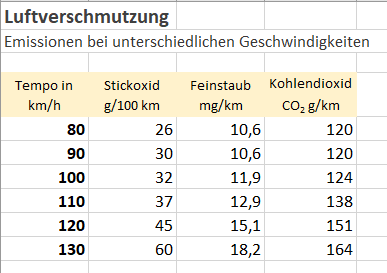 Luftverschmutzung
Emissionen bei unterschiedlichen Geschwindigkeiten
Tempo in Stickoxid Feinstaub Kohlendioxid
km/h g/100 km mg/km CO₂ g/km
80 26 10,6 120
90 30 10,6 120
100 32 11,9 124
110 37 12,9 138
120 45 15,1 151
130 60 18,2 164